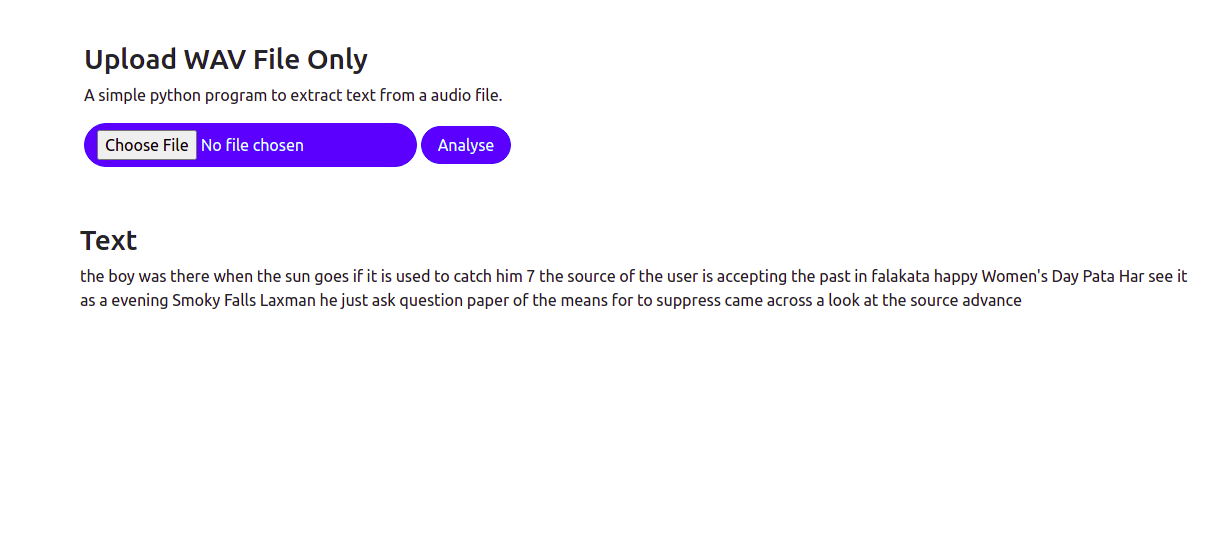 Upload WAV File Only
A simple python program to extract text from a audio file.
Choose File No file chosen Analyse
Text
the boy was there when the sun goes if it is used to catch him 7 the source of the user is accepting the past in falakata happy Women's Day Pata Har see it
as a evening Smoky Falls Laxman he just ask question paper of the means for to suppress came across a look at the source advance